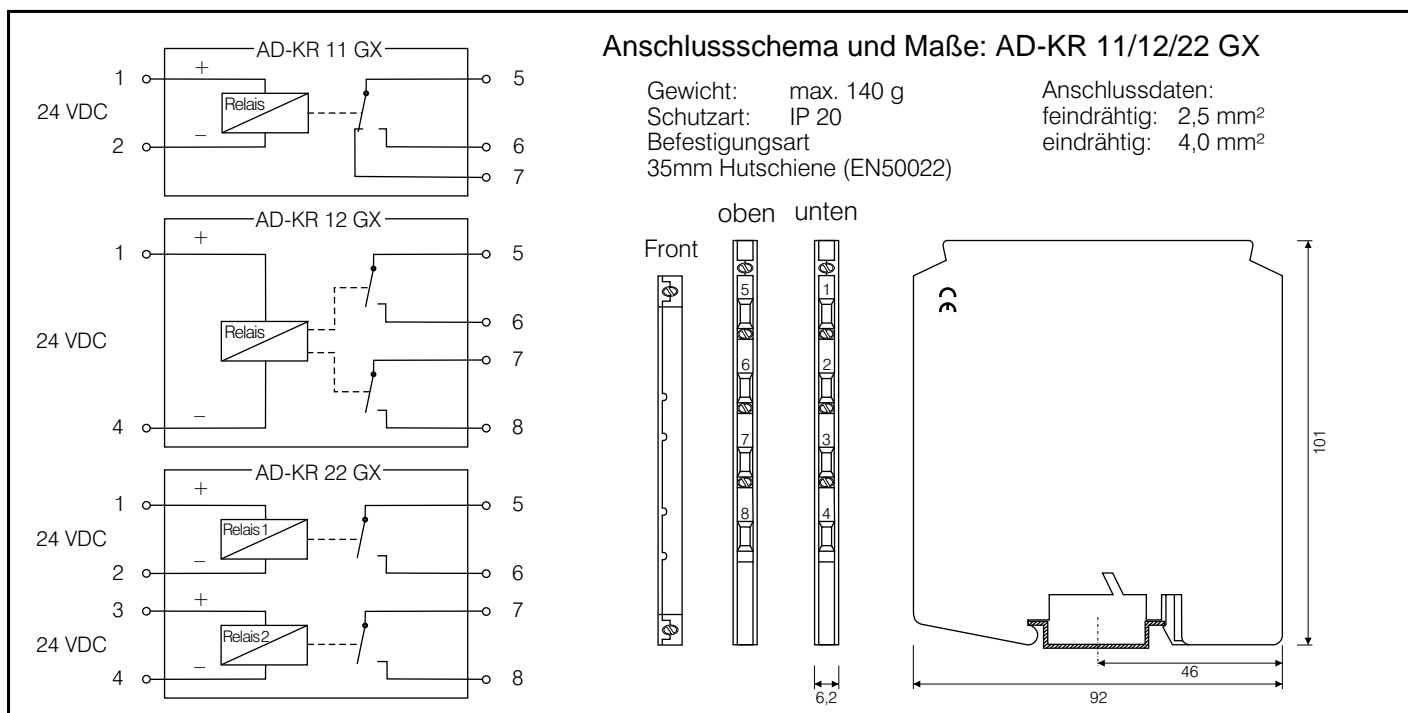 Anschlussschema und Maße: AD-KR 11/12/22 GX
Gewicht: max. 140 g
Schutzart: IP 20
Befestigungsart
35mm Hutschiene (EN50022)
Anschlussdaten:
feindrähtig: 2,5 mm²
eindrähtig: 4,0 mm²
AD-KR 11 GX
1 + 5
24 VDC Relais
2 − 6
7
AD-KR 12 GX
1 + 5
6
24 VDC Relais
7
4 − 8
AD-KR 22 GX
1 + 5
24 VDC Relais1
2 − 6
3 + 7
24 VDC Relais2
4 − 8
Front
oben
5
6
7
8
unten
1
2
3
4
6,2
CE
101
46
92